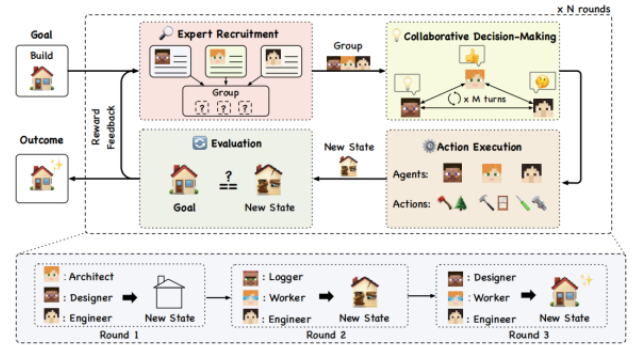 x N rounds
Goal
Build
Expert Recruitment
Group
Group
Collaborative Decision-Making
x M turns
Reward
Feedback
Outcome
Evaluation
?
==
Goal
New State
New State
Action Execution
Agents:
Actions:
: Architect
: Designer
: Engineer
New State
Round 1
: Logger
: Worker
: Engineer
New State
Round 2
: Designer
: Worker
: Engineer
New State
Round 3